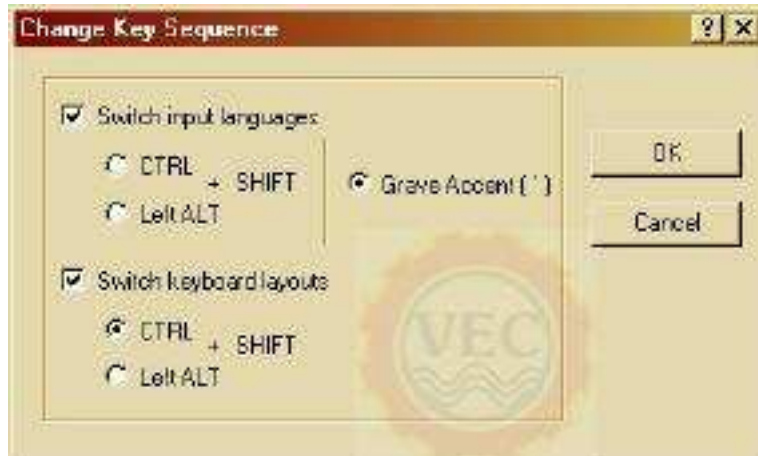 Change Key Sequence
Switch input languages
CTRL + SHIFT
Left ALT
Grave Accent (`)
OK
Cancel
Switch keyboard layouts
CTRL + SHIFT
Left ALT
VEC